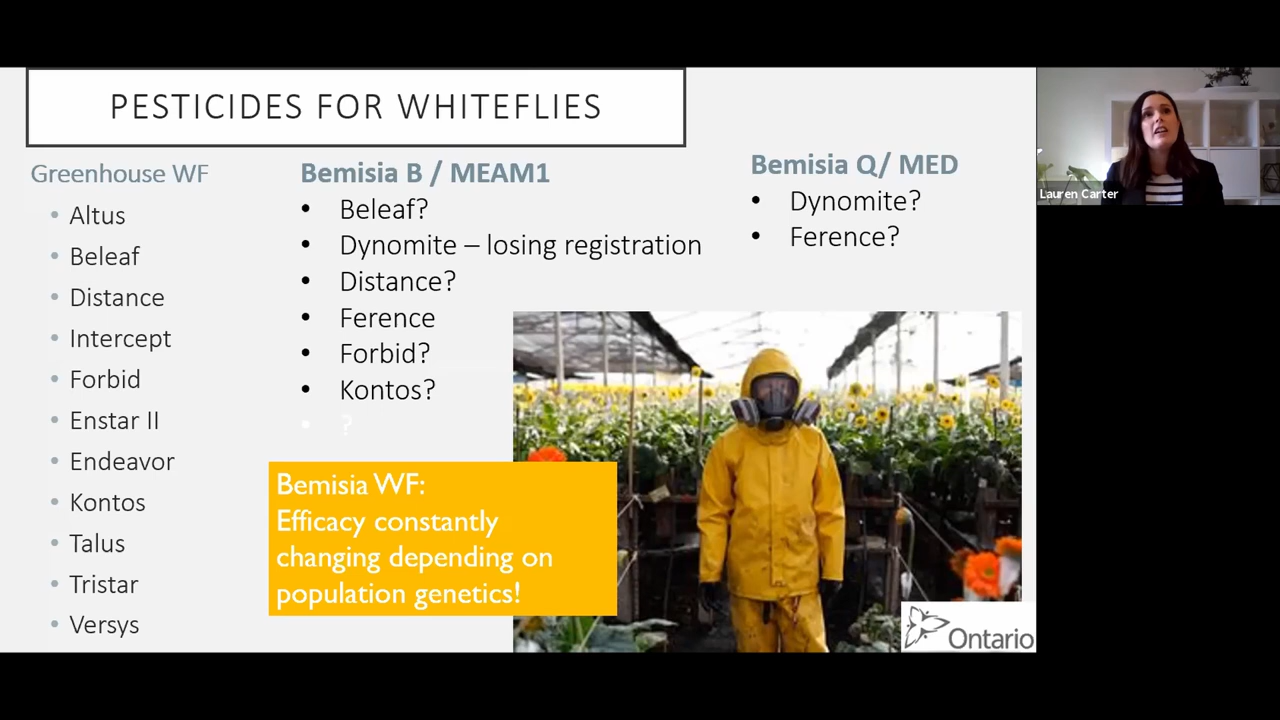 PESTICIDES FOR WHITEFLIES
Greenhouse WF
• Altus
• Beleaf
• Distance
• Intercept
• Forbid
• Enstar II
• Endeavor
• Kontos
• Talus
• Tristar
• Versys
Bemisia B / MEAM1
• Beleaf?
• Dynomite – losing registration
• Distance?
• Ference
• Forbid?
• Kontos?
• ?
Bemisia WF:
Efficacy constantly
changing depending on
population genetics!
Bemisia Q/ MED
• Dynomite?
• Ference?
Ontario
Lauren Carter